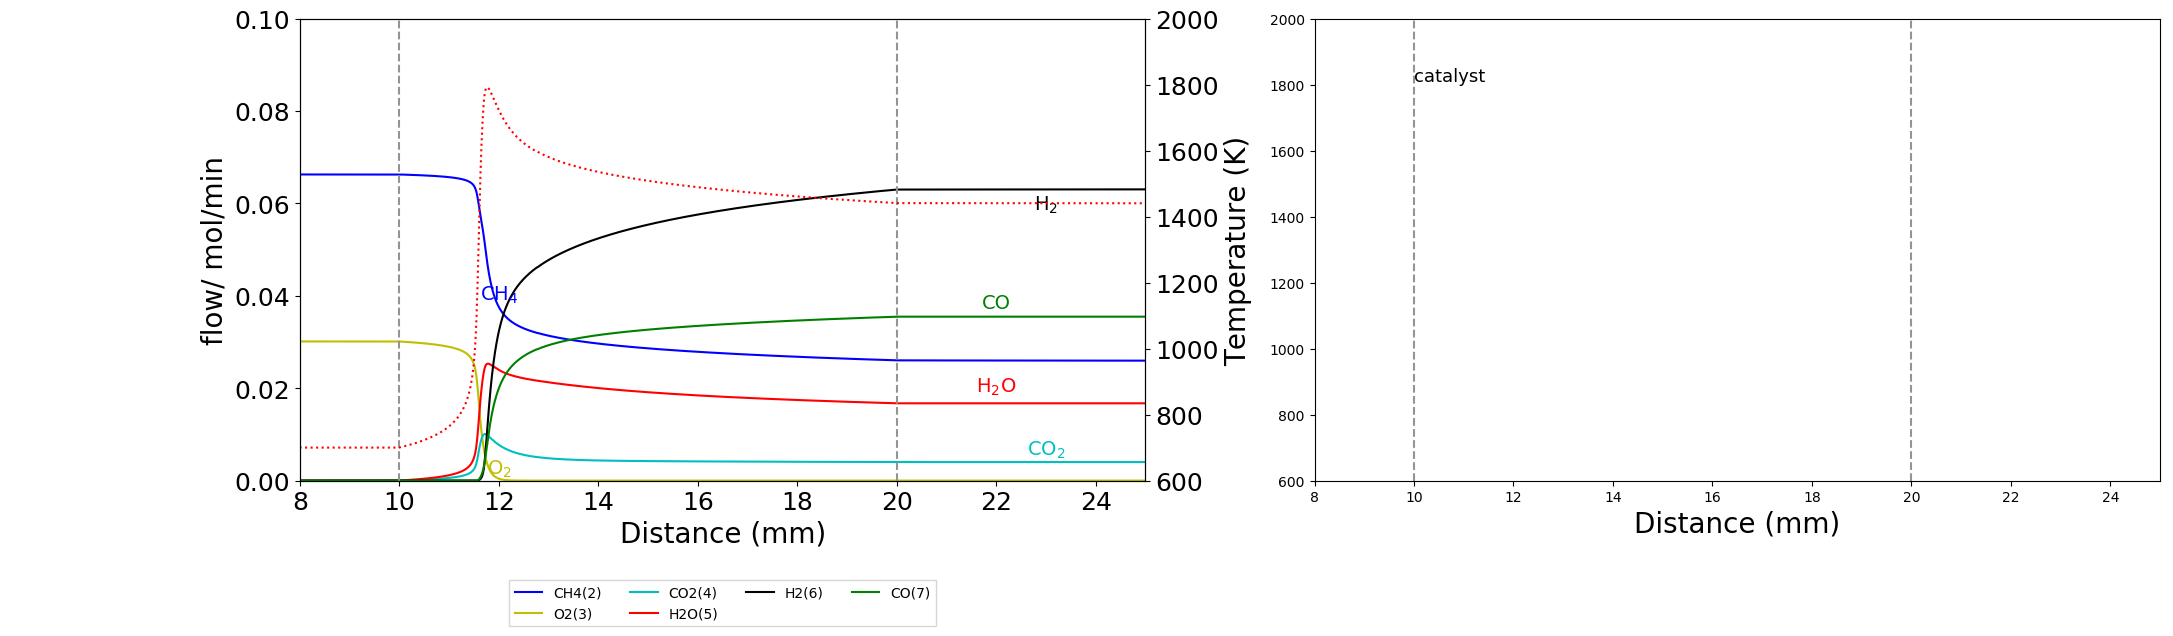 0.10
0.08
0.06
0.04
0.02
0.00
flow/ mol/min
8 10 12 14 16 18 20 22 24
Distance (mm)
2000
1800
1600
1400
1200
1000
800
600
Temperature (K)
H₂
CH₄
CO
H₂O
CO₂
O₂
CH4(2) CO2(4) H2(6) CO(7)
O2(3) H2O(5)
2000
1800
1600
1400
1200
1000
800
600
catalyst
8 10 12 14 16 18 20 22 24
Distance (mm)